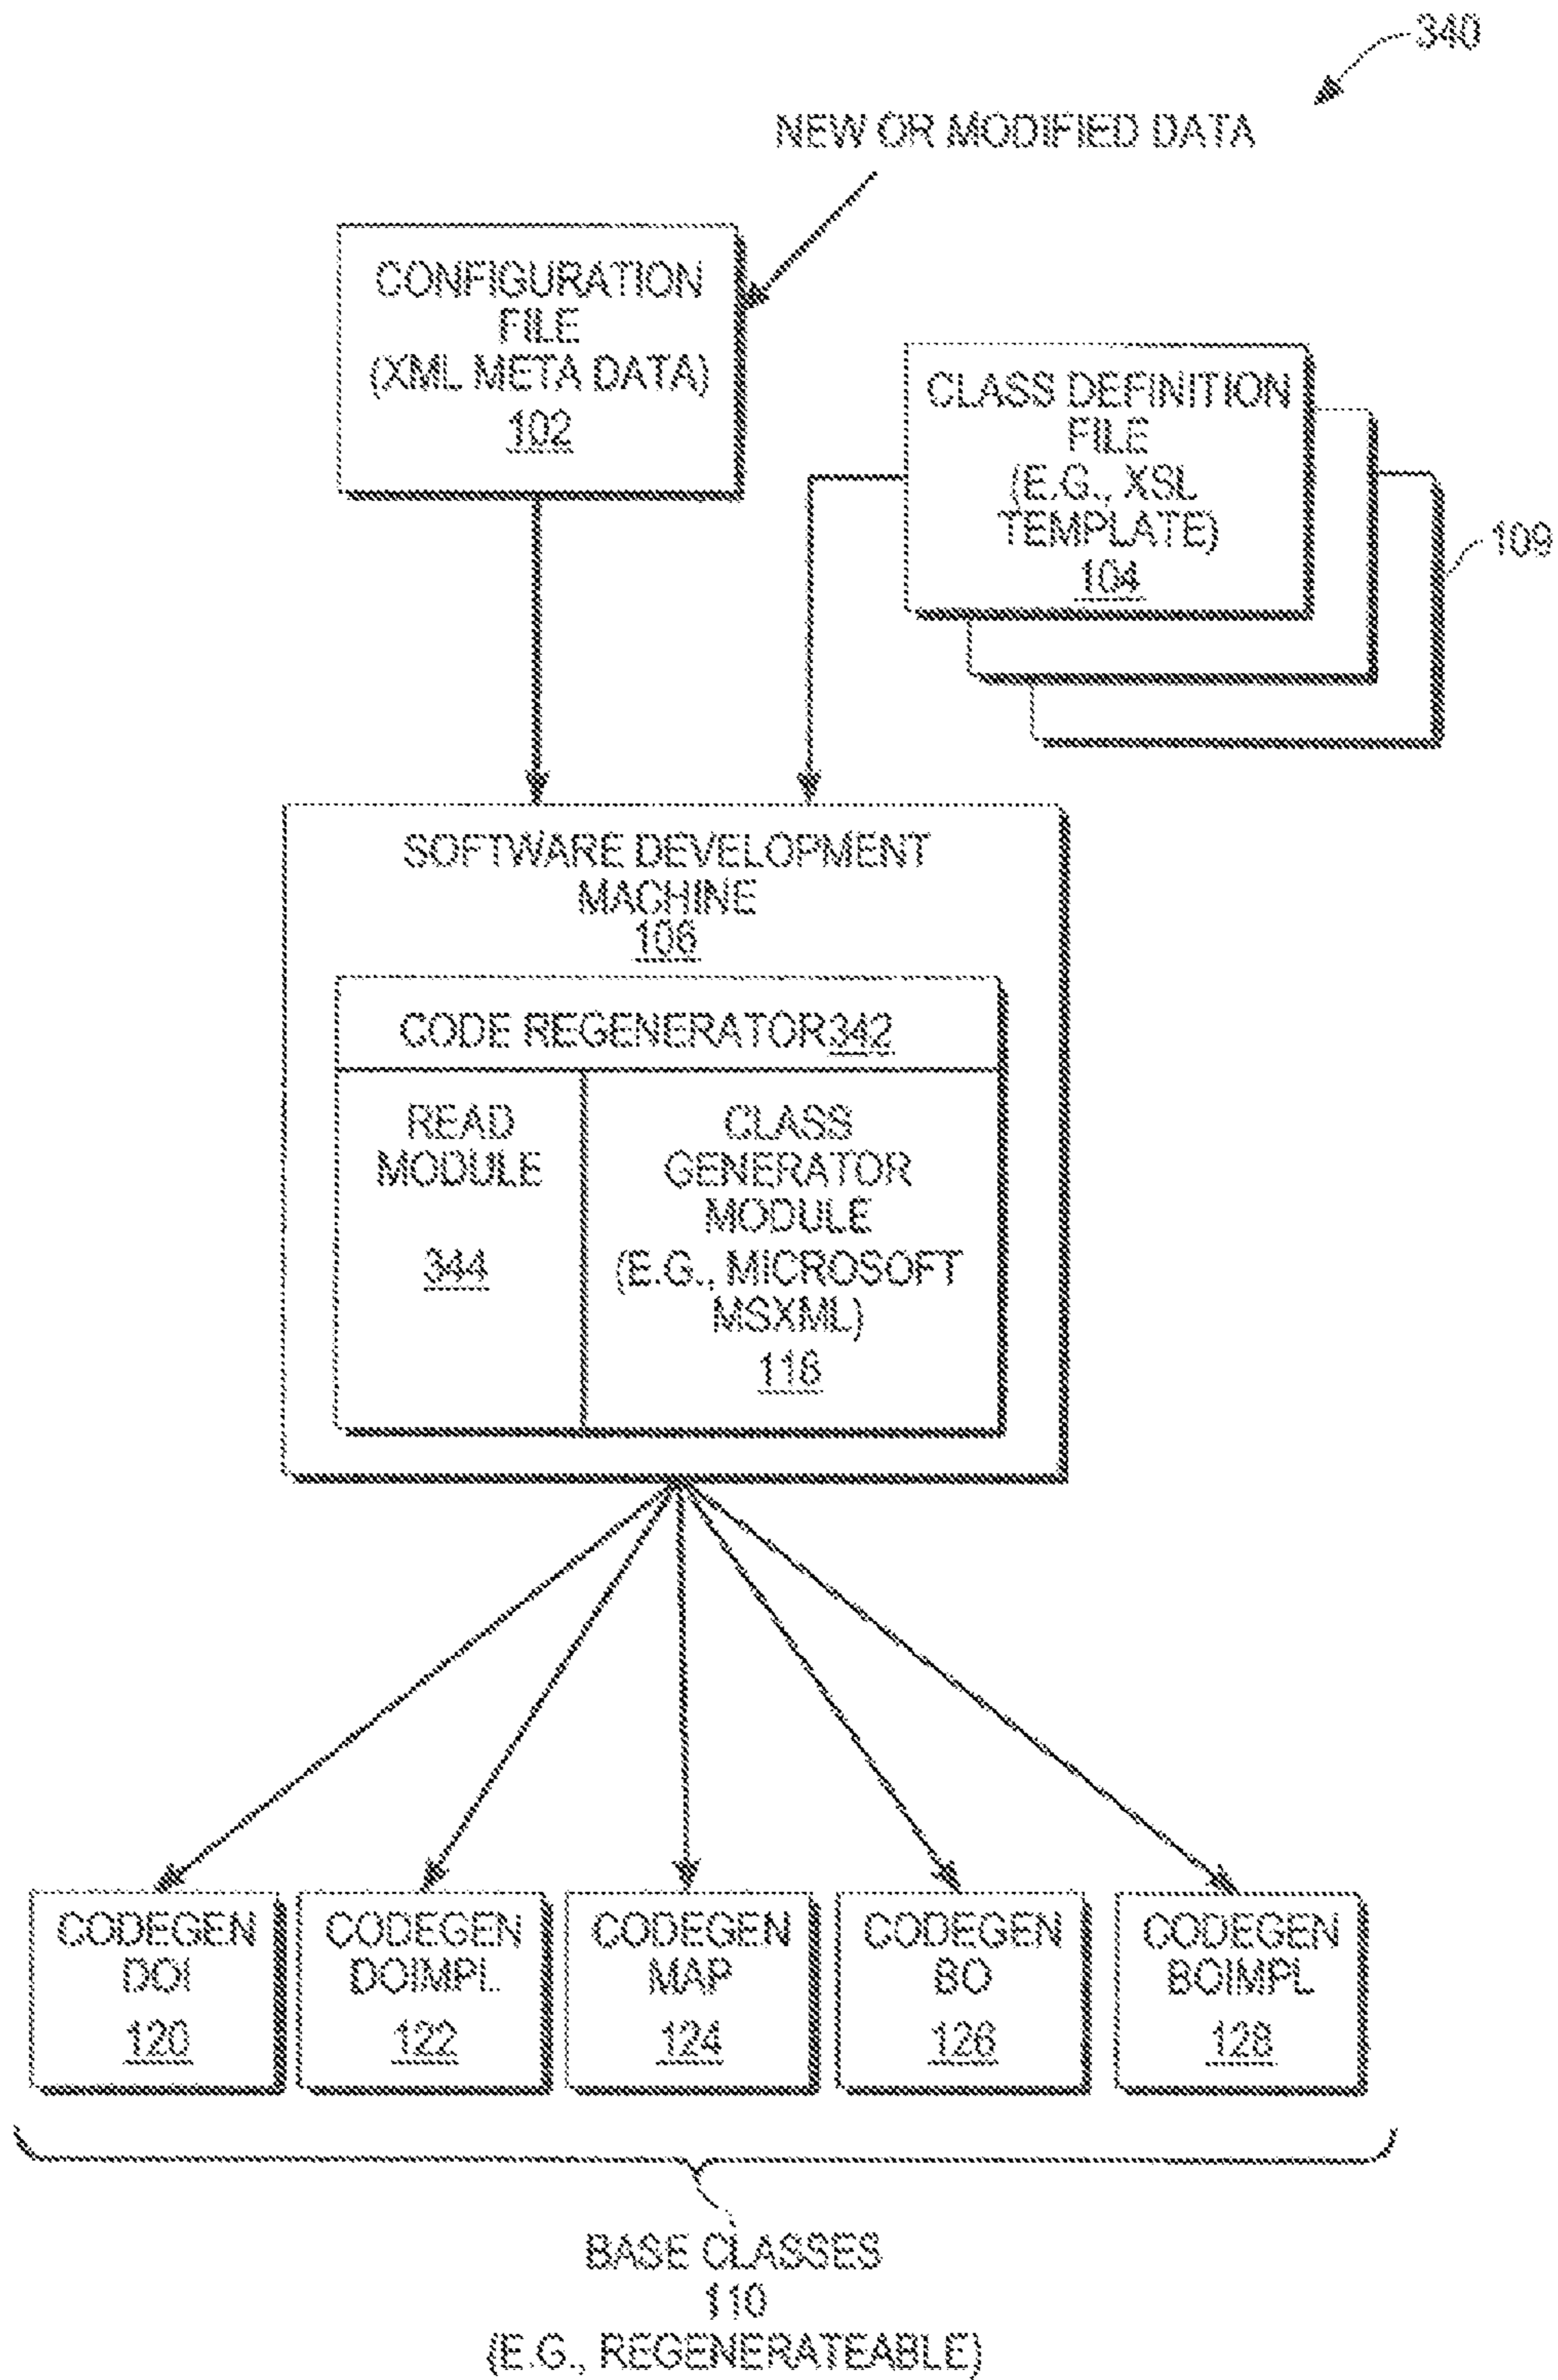 340
NEW OR MODIFIED DATA
CONFIGURATION
FILE
(XML META DATA)
102
CLASS DEFINITION
FILE
(E.G., XSL
TEMPLATE)
104
109
SOFTWARE DEVELOPMENT
MACHINE
106
CODE REGENERATOR 342
READ
MODULE
344
CLASS
GENERATOR
MODULE
(E.G., MICROSOFT
MSXML)
116
CODEGEN
DOI
120
CODEGEN
DOIMPL
122
CODEGEN
MAP
124
CODEGEN
BO
126
CODEGEN
BOIMPL
128
BASE CLASSES
110
(E.G., REGENERATEABLE)